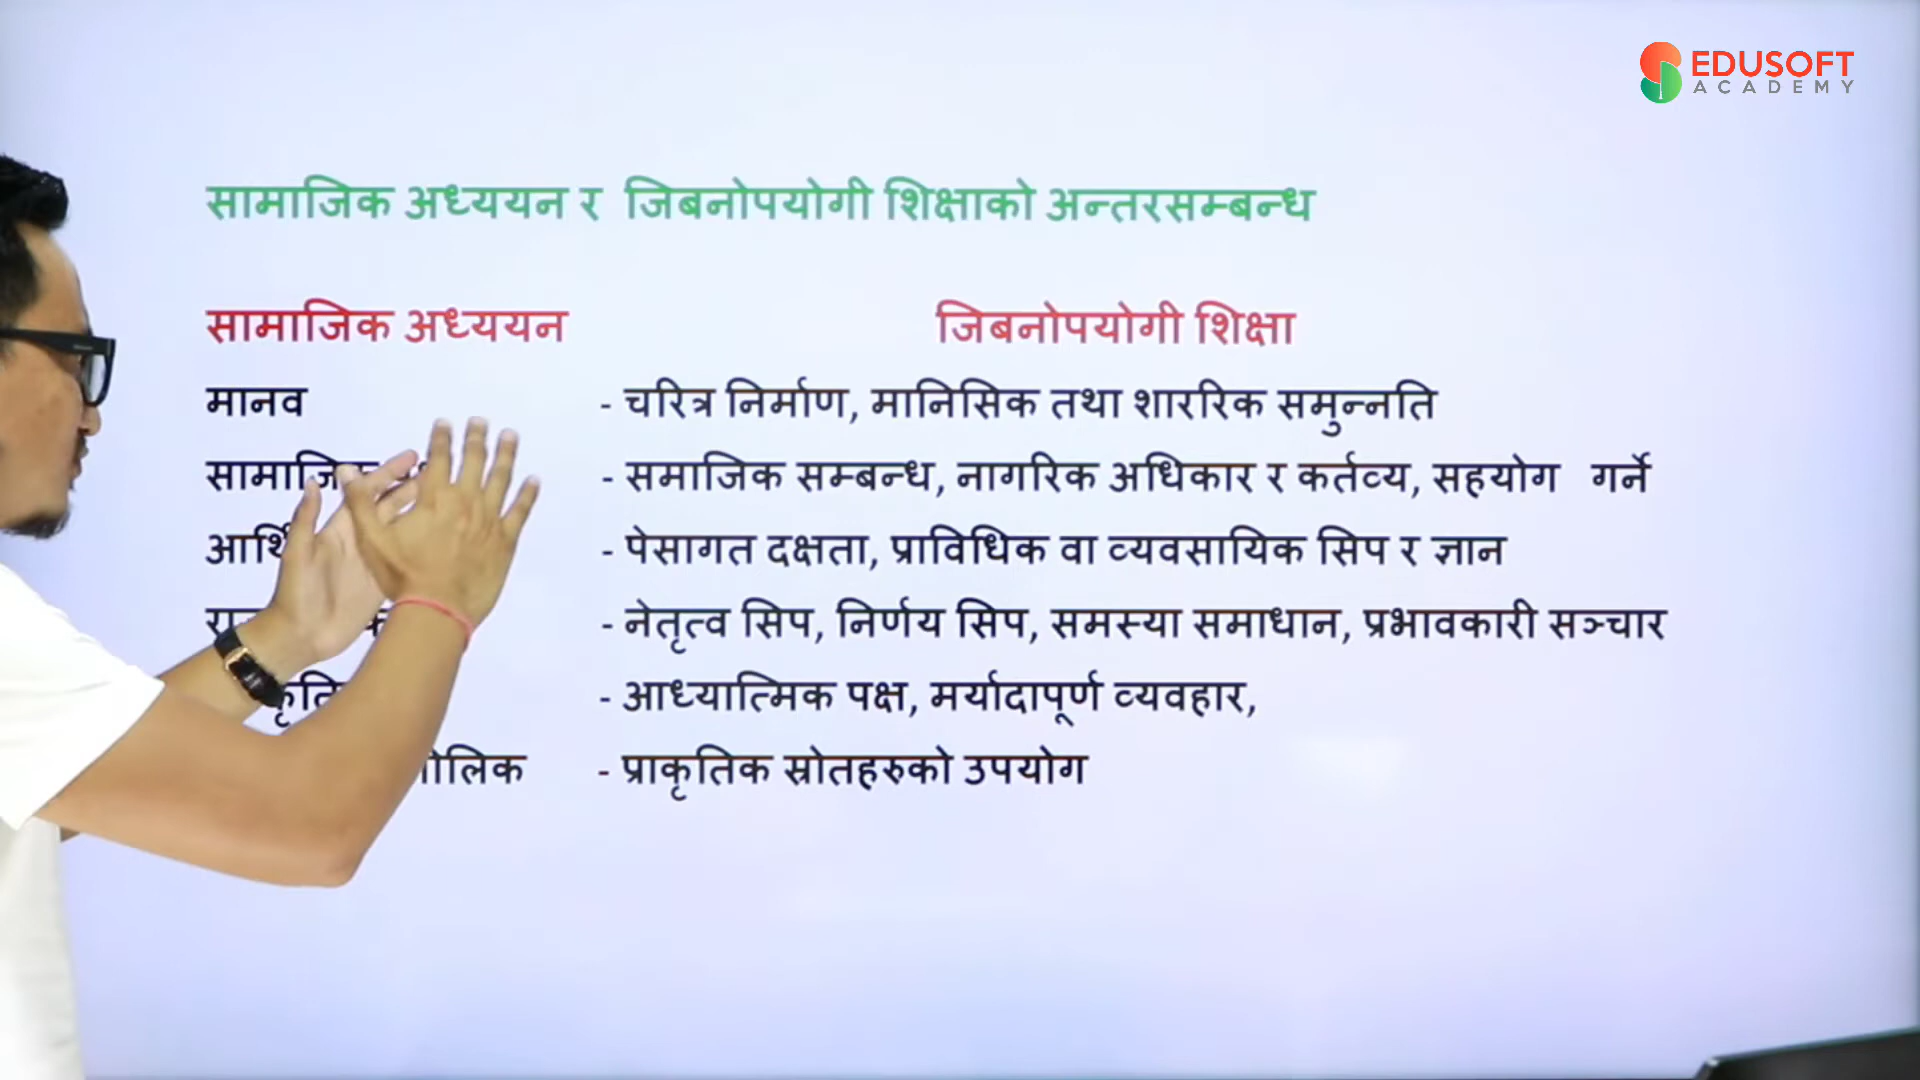 EDUSOFT
ACADEMY
सामाजिक अध्ययन र जिबनोपयोगी शिक्षाको अन्तरसम्बन्ध
सामाजिक अध्ययन जिबनोपयोगी शिक्षा
मानव - चरित्र निर्माण, मानिसिक तथा शाररिक समुन्नति
- समाजिक सम्बन्ध, नागरिक अधिकार र कर्तव्य, सहयोग गर्ने
- पेसागत दक्षता, प्राविधिक वा व्यवसायिक सिप र ज्ञान
- नेतृत्व सिप, निर्णय सिप, समस्या समाधान, प्रभावकारी सञ्चार
- आध्यात्मिक पक्ष, मर्यादापूर्ण व्यवहार,
- प्राकृतिक स्रोतहरुको उपयोग